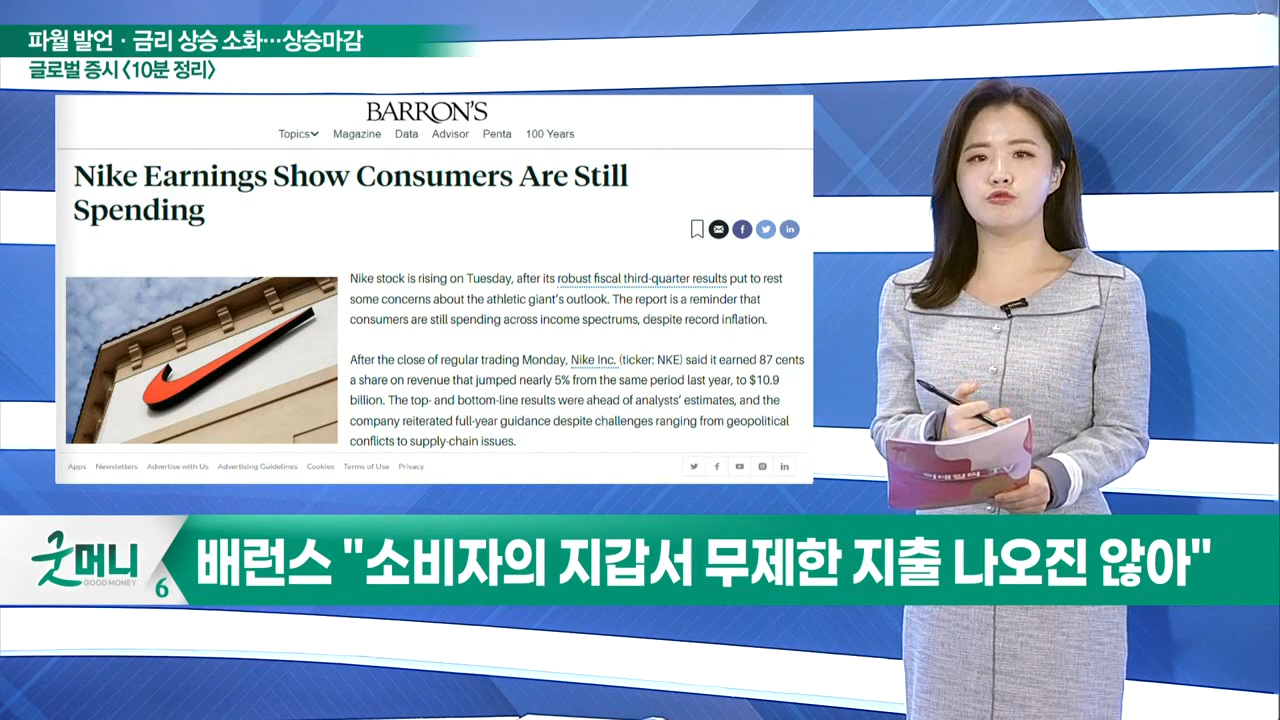 파월 발언 · 금리 상승 소화…상승마감
글로벌 증시 <10분 정리>
BARRON'S
Topics Magazine Data Advisor Penta 100 Years
Nike Earnings Show Consumers Are Still
Spending
Nike stock is rising on Tuesday, after its robust fiscal third-quarter results put to rest
some concerns about the athletic giant's outlook. The report is a reminder that
consumers are still spending across income spectrums, despite record inflation.
After the close of regular trading Monday, Nike Inc. (ticker: NKE) said it earned 87 cents
a share on revenue that jumped nearly 5% from the same period last year, to $10.9
billion. The top- and bottom-line results were ahead of analysts' estimates, and the
company reiterated full-year guidance despite challenges ranging from geopolitical
conflicts to supply-chain issues.
Apps Newsletters Advertise with Us Advertising Guidelines Cookies Terms of Use Privacy
TV
굿머니
GOOD MONEY
6
배런스 "소비자의 지갑서 무제한 지출 나오진 않아"